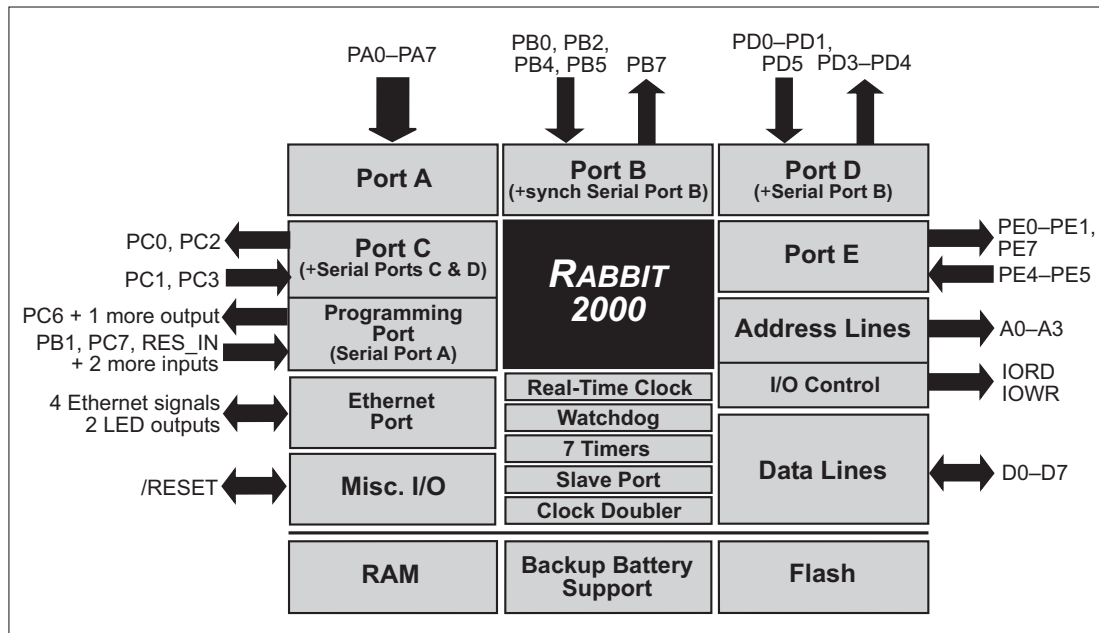 PA0–PA7
PB0, PB2,
PB4, PB5
PB7
PD0–PD1,
PD5
PD3–PD4
Port A
Port B
(+synch Serial Port B)
Port D
(+Serial Port B)
PC0, PC2
PC1, PC3
Port C
(+Serial Ports C & D)
RABBIT
2000
Port E
PE0–PE1,
PE7
PE4–PE5
PC6 + 1 more output
PB1, PC7, RES_IN
+ 2 more inputs
Programming
Port
(Serial Port A)
Address Lines
A0–A3
I/O Control
IORD
IOWR
4 Ethernet signals
2 LED outputs
Ethernet
Port
Real-Time Clock
Watchdog
7 Timers
Slave Port
Clock Doubler
Data Lines
D0–D7
/RESET
Misc. I/O
RAM
Backup Battery
Support
Flash